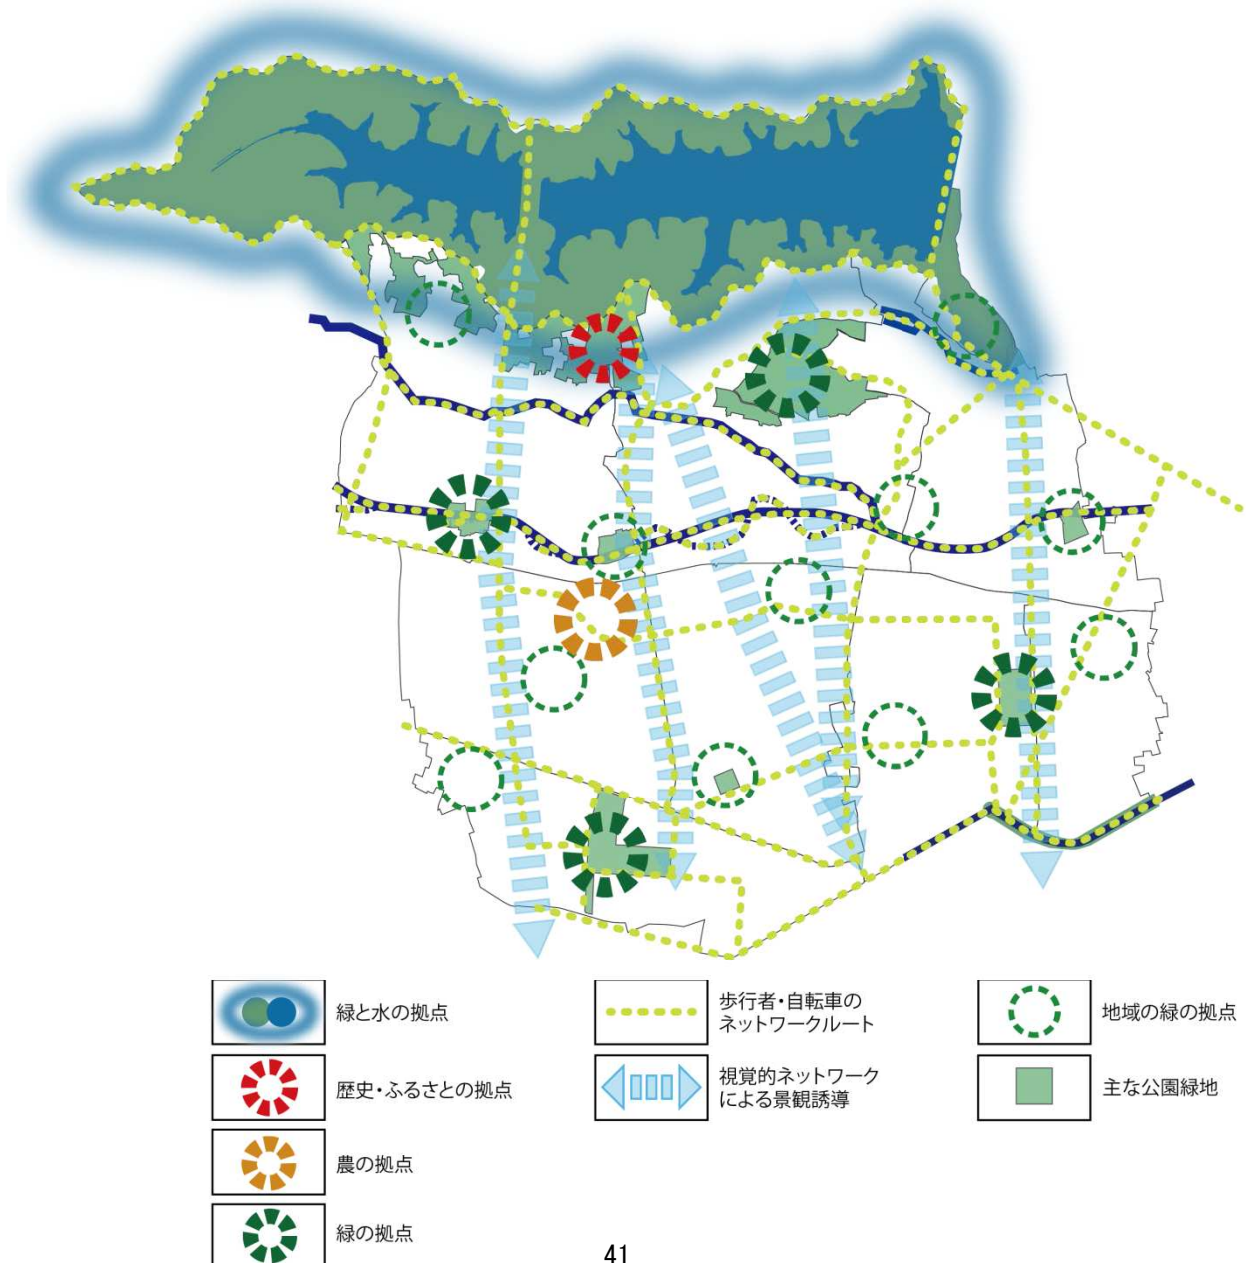 緑と水の拠点
歴史・ふるさとの拠点
農の拠点
緑の拠点
歩行者・自転車の
ネットワークルート
視覚的ネットワーク
による景観誘導
地域の緑の拠点
主な公園緑地
41